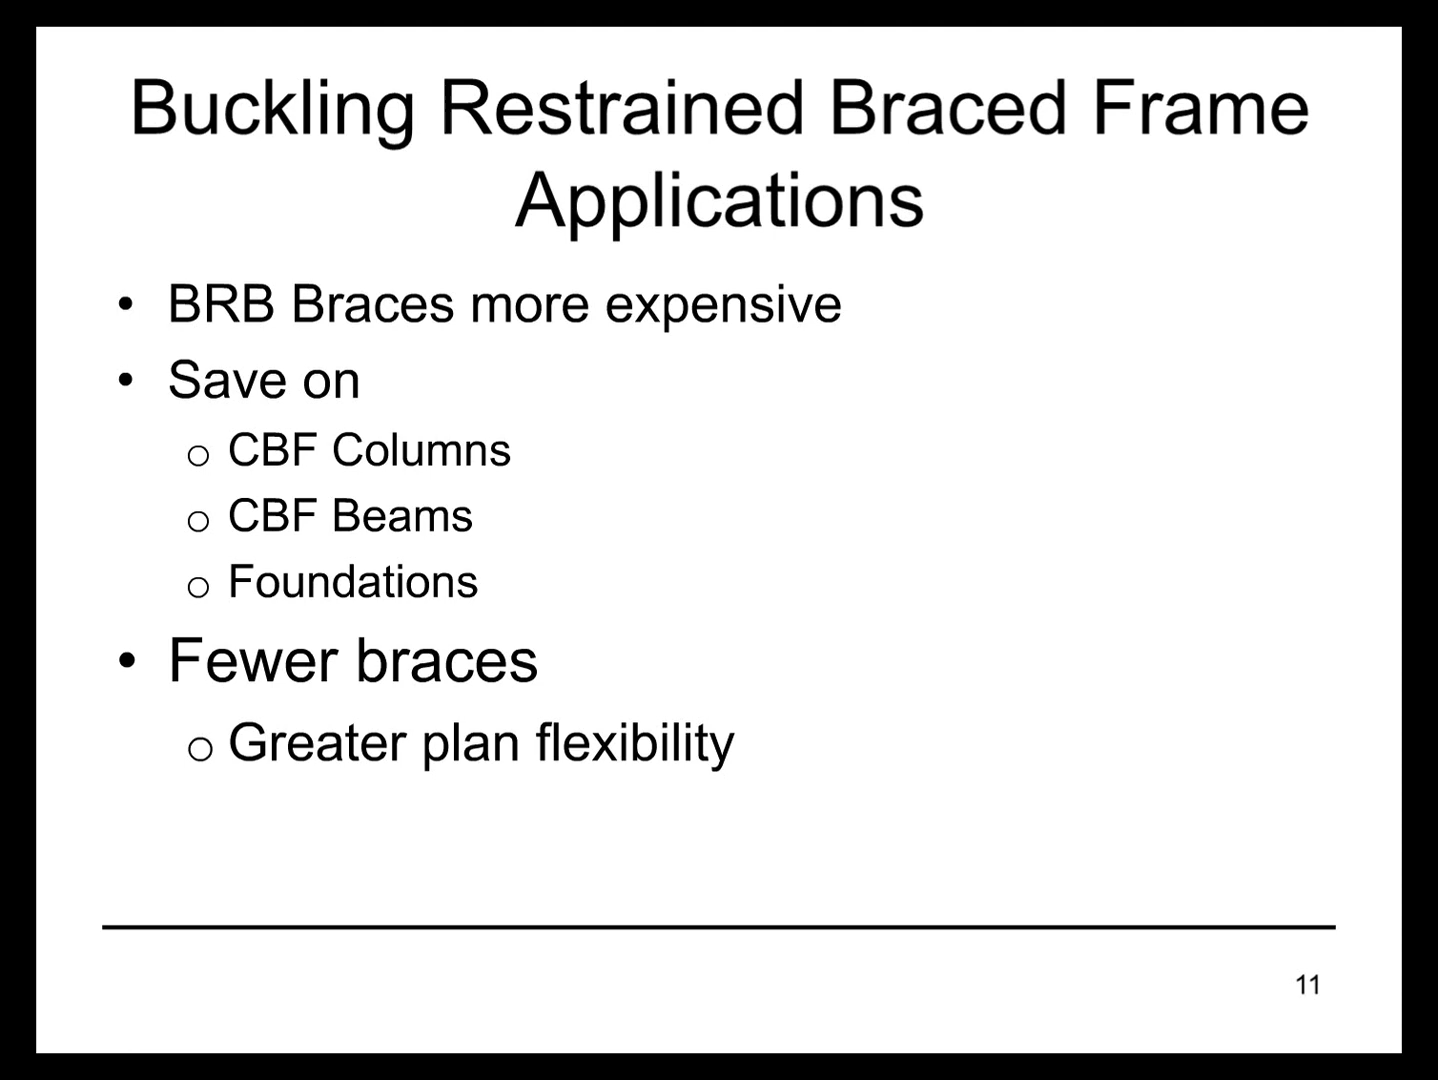 Buckling Restrained Braced Frame
Applications
• BRB Braces more expensive
• Save on
o CBF Columns
o CBF Beams
o Foundations
• Fewer braces
o Greater plan flexibility
11